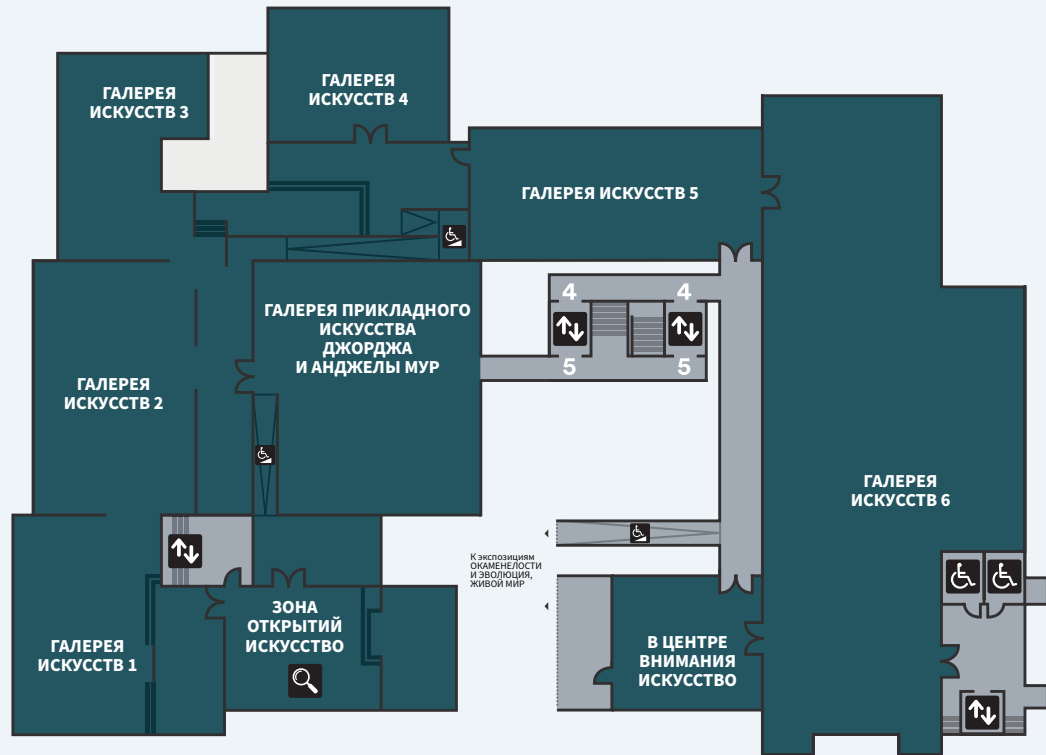 ГАЛЕРЕЯ
ИСКУССТВ 3
ГАЛЕРЕЯ
ИСКУССТВ 4
ГАЛЕРЕЯ ИСКУССТВ 5
ГАЛЕРЕЯ ПРИКЛАДНОГО
ИСКУССТВА
ДЖОРДЖА
И АНДЖЕЛЫ МУР
4
4
5
5
ГАЛЕРЕЯ
ИСКУССТВ 2
ГАЛЕРЕЯ
ИСКУССТВ 6
К экспозициям
ОКАМЕНЕЛОСТИ
И ЭВОЛЮЦИЯ,
ЖИВОЙ МИР
ЗОНА
ОТКРЫТИЙ
ИСКУССТВО
ГАЛЕРЕЯ
ИСКУССТВ 1
В ЦЕНТРЕ
ВНИМАНИЯ
ИСКУССТВО